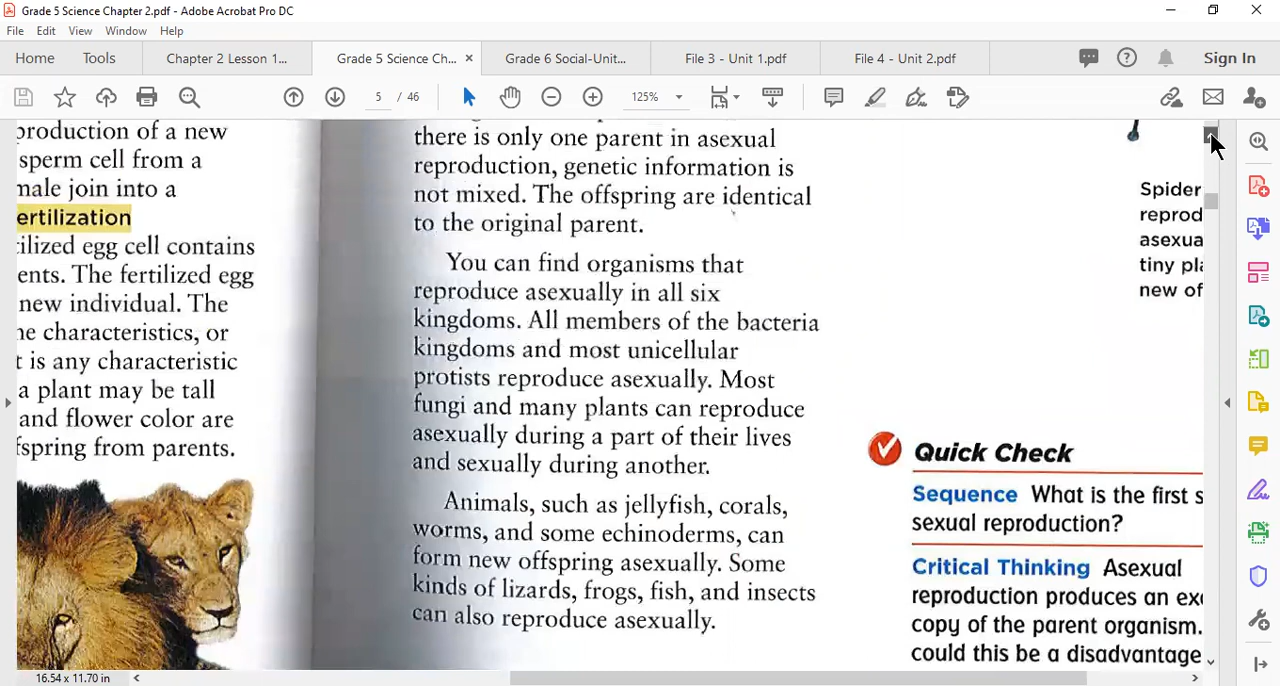 Grade 5 Science Chapter 2.pdf - Adobe Acrobat Pro DC
File Edit View Window Help
Home Tools Chapter 2 Lesson 1... Grade 5 Science Ch... × Grade 6 Social-Unit... File 3 - Unit 1.pdf File 4 - Unit 2.pdf Sign In
5 / 46 125%
production of a new
sperm cell from a
male join into a
ertilization
tilized egg cell contains
ents. The fertilized egg
new individual. The
he characteristics, or
t is any characteristic
a plant may be tall
and flower color are
fspring from parents.
there is only one parent in asexual
reproduction, genetic information is
not mixed. The offspring are identical
to the original parent.
You can find organisms that
reproduce asexually in all six
kingdoms. All members of the bacteria
kingdoms and most unicellular
protists reproduce asexually. Most
fungi and many plants can reproduce
asexually during a part of their lives
and sexually during another.
Animals, such as jellyfish, corals,
worms, and some echinoderms, can
form new offspring asexually. Some
kinds of lizards, frogs, fish, and insects
can also reproduce asexually.
Spider
reprod
asexua
tiny pla
new of
Quick Check
Sequence What is the first s
sexual reproduction?
Critical Thinking Asexual
reproduction produces an exa
copy of the parent organism.
could this be a disadvantage
16.54 x 11.70 in